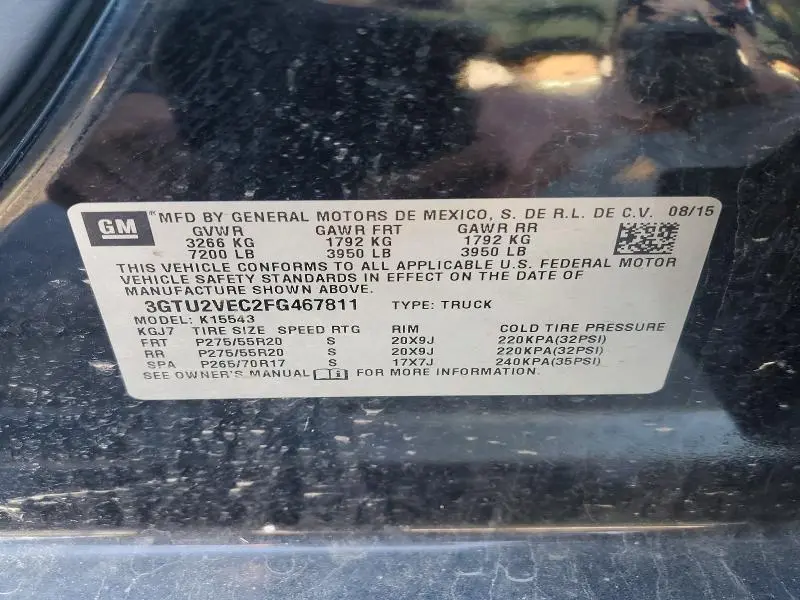 GM ® MFD BY GENERAL MOTORS DE MEXICO, S. DE R.L. DE C.V. 08/15
GVWR GAWR FRT GAWR RR
3266 KG 1792 KG 1792 KG
7200 LB 3950 LB 3950 LB
THIS VEHICLE CONFORMS TO ALL APPLICABLE U.S. FEDERAL MOTOR
VEHICLE SAFETY STANDARDS IN EFFECT ON THE DATE OF
MANUFACTURE SHOWN ABOVE.
3GTU2VEC2FG467811 TYPE: TRUCK
MODEL: K15543
KGJ7 TIRE SIZE SPEED RTG RIM COLD TIRE PRESSURE
FRT P275/55R20 S 20X9J 220KPA(32PSI)
RR P275/55R20 S 20X9J 220KPA(32PSI)
SPA P265/70R17 S 17X7J 240KPA(35PSI)
SEE OWNER'S MANUAL FOR MORE INFORMATION.